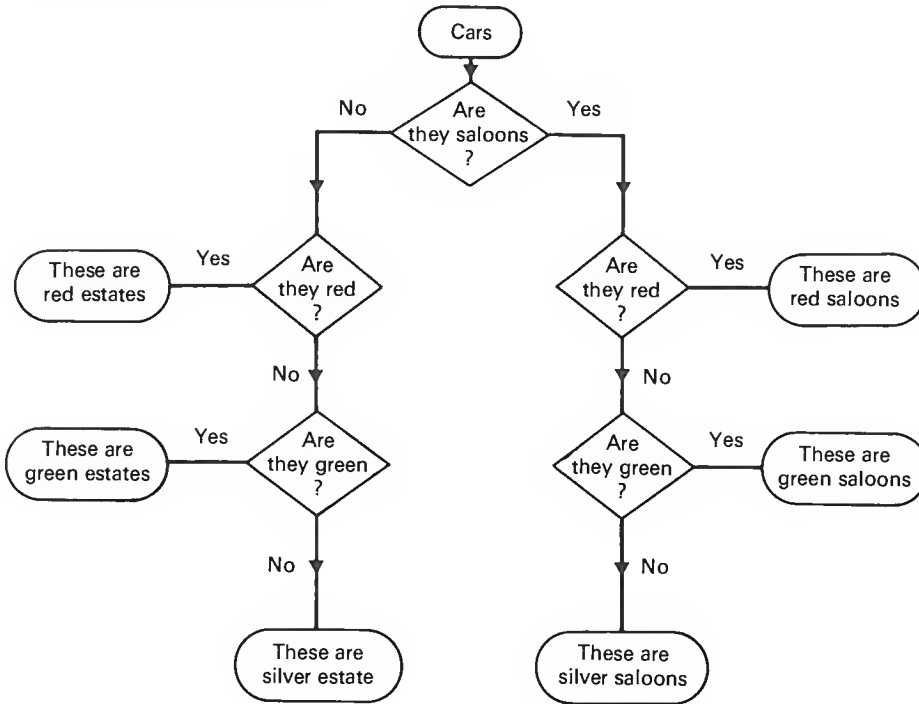 Cars
No
Are
they saloons
?
Yes
These are
red estates
Yes
Are
they red
?
Are
they red
?
Yes
These are
red saloons
No
No
These are
green estates
Yes
Are
they green
?
Are
they green
?
Yes
These are
green saloons
No
No
These are
silver estate
These are
silver saloons